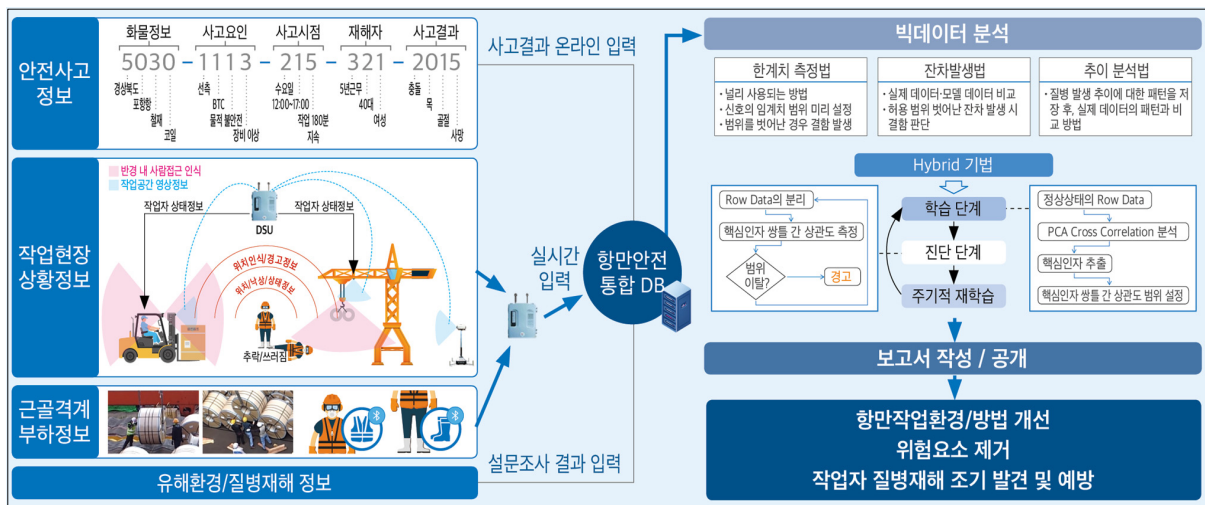 안전사고
정보
화물정보
사고요인
사고시점
재해자
사고결과
5030 - 1113 - 215 - 321 - 2015
경상북도
포항항
철재
코일
선측
BTC
물적 불안전
장비 이상
수요일
12:00~17:00
작업 180분
지속
5년근무
40대
여성
충돌
목
골절
사망
작업현장
상황정보
반경 내 사람접근 인식
작업공간 영상정보
작업자 상태정보
작업자 상태정보
DSU
위치인식/경고정보
위치/낙상/상태정보
추락/쓰러짐
근골격계
부하정보
유해환경/질병재해 정보
사고결과 온라인 입력
실시간
입력
설문조사 결과 입력
항만안전
통합 DB
빅데이터 분석
한계치 측정법
• 널리 사용되는 방법
• 신호의 임계치 범위 미리 설정
• 범위를 벗어난 경우 결함 발생
잔차발생법
• 실제 데이터·모델 데이터 비교
• 허용 범위 벗어난 잔차 발생 시
결함 판단
추이 분석법
• 질병 발생 추이에 대한 패턴을 저
장 후, 실제 데이터의 패턴과 비
교 방법
Hybrid 기법
Row Data의 분리
핵심인자 쌍틀 간 상관도 측정
범위
이탈?
경고
학습 단계
진단 단계
주기적 재학습
정상상태의 Row Data
PCA Cross Correlation 분석
핵심인자 추출
핵심인자 쌍틀 간 상관도 범위 설정
보고서 작성 / 공개
항만작업환경/방법 개선
위험요소 제거
작업자 질병재해 조기 발견 및 예방